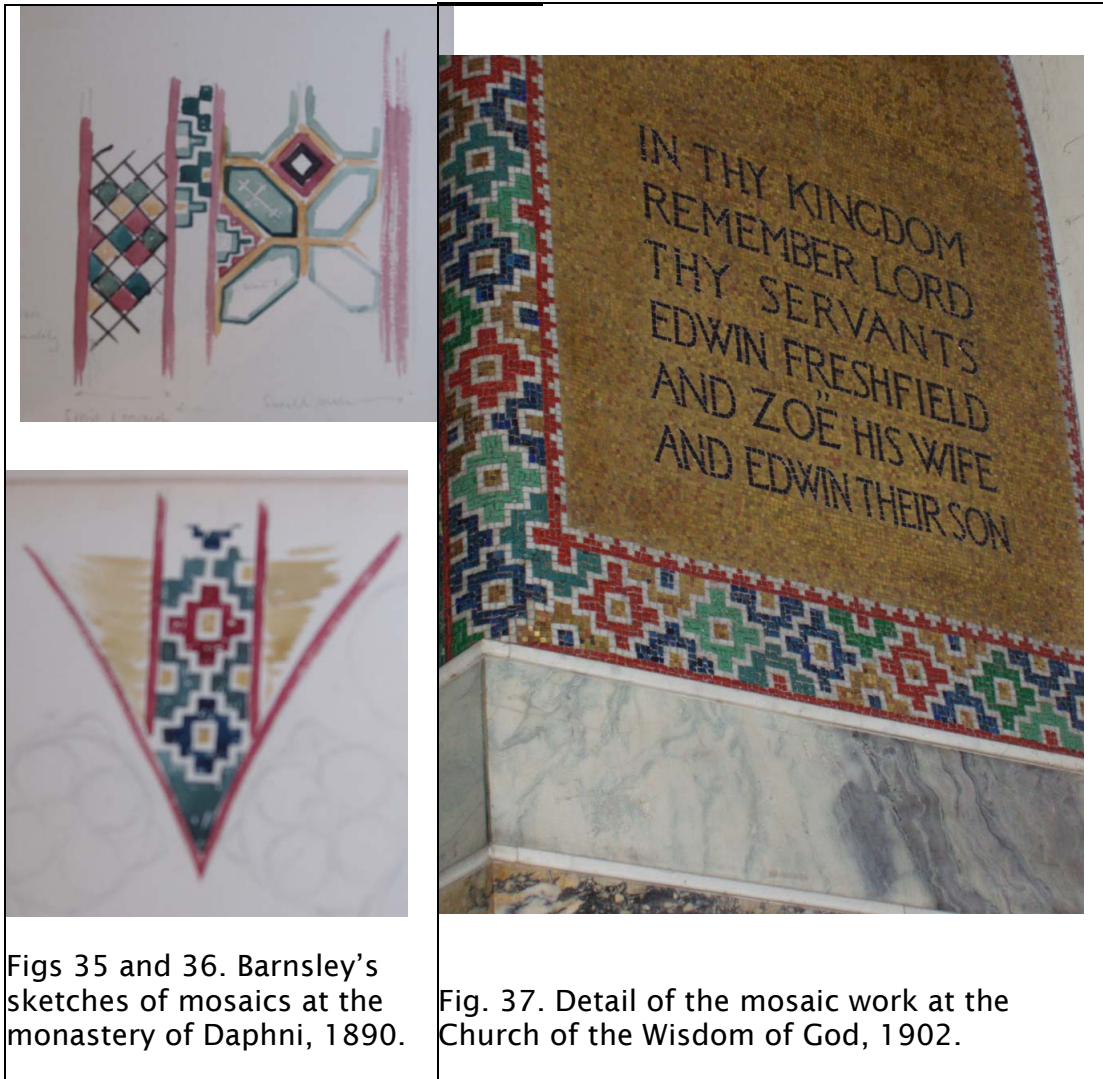 IN THY KINGDOM
REMEMBER LORD
THY SERVANTS
EDWIN FRESHFIELD
AND ZOË HIS WIFE
AND EDWIN THEIR SON
Figs 35 and 36. Barnsley's
sketches of mosaics at the
monastery of Daphni, 1890.
Fig. 37. Detail of the mosaic work at the
Church of the Wisdom of God, 1902.